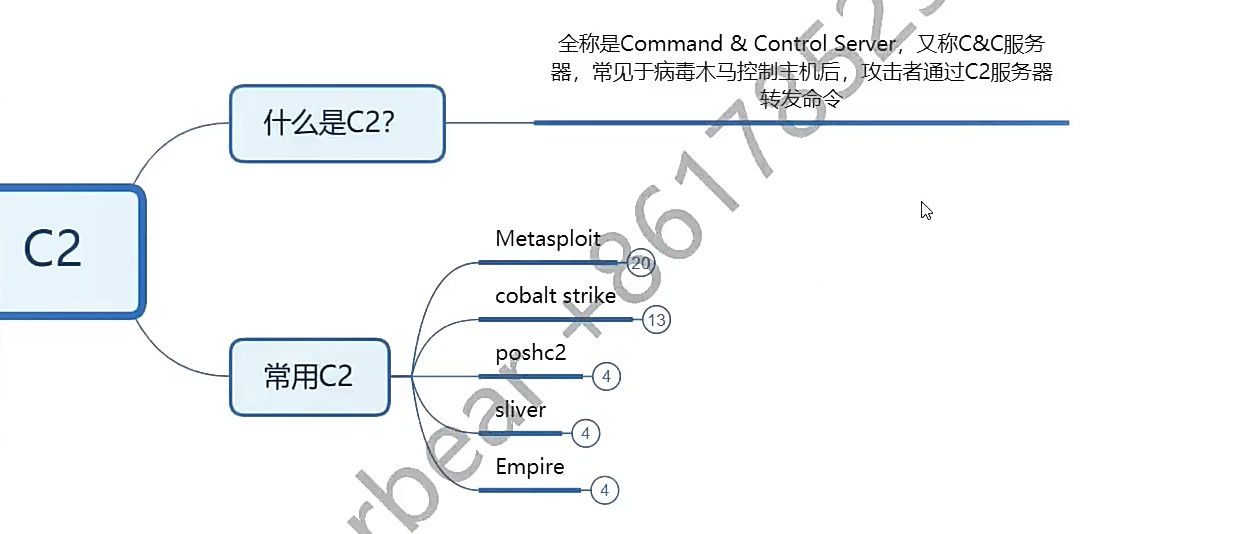 全称是Command & Control Server，又称C&C服务
器，常见于病毒木马控制主机后，攻击者通过C2服务器
转发命令
什么是C2？
C2
常用C2
Metasploit
20
cobalt strike
13
poshc2
4
sliver
4
Empire
4
rbear +861785